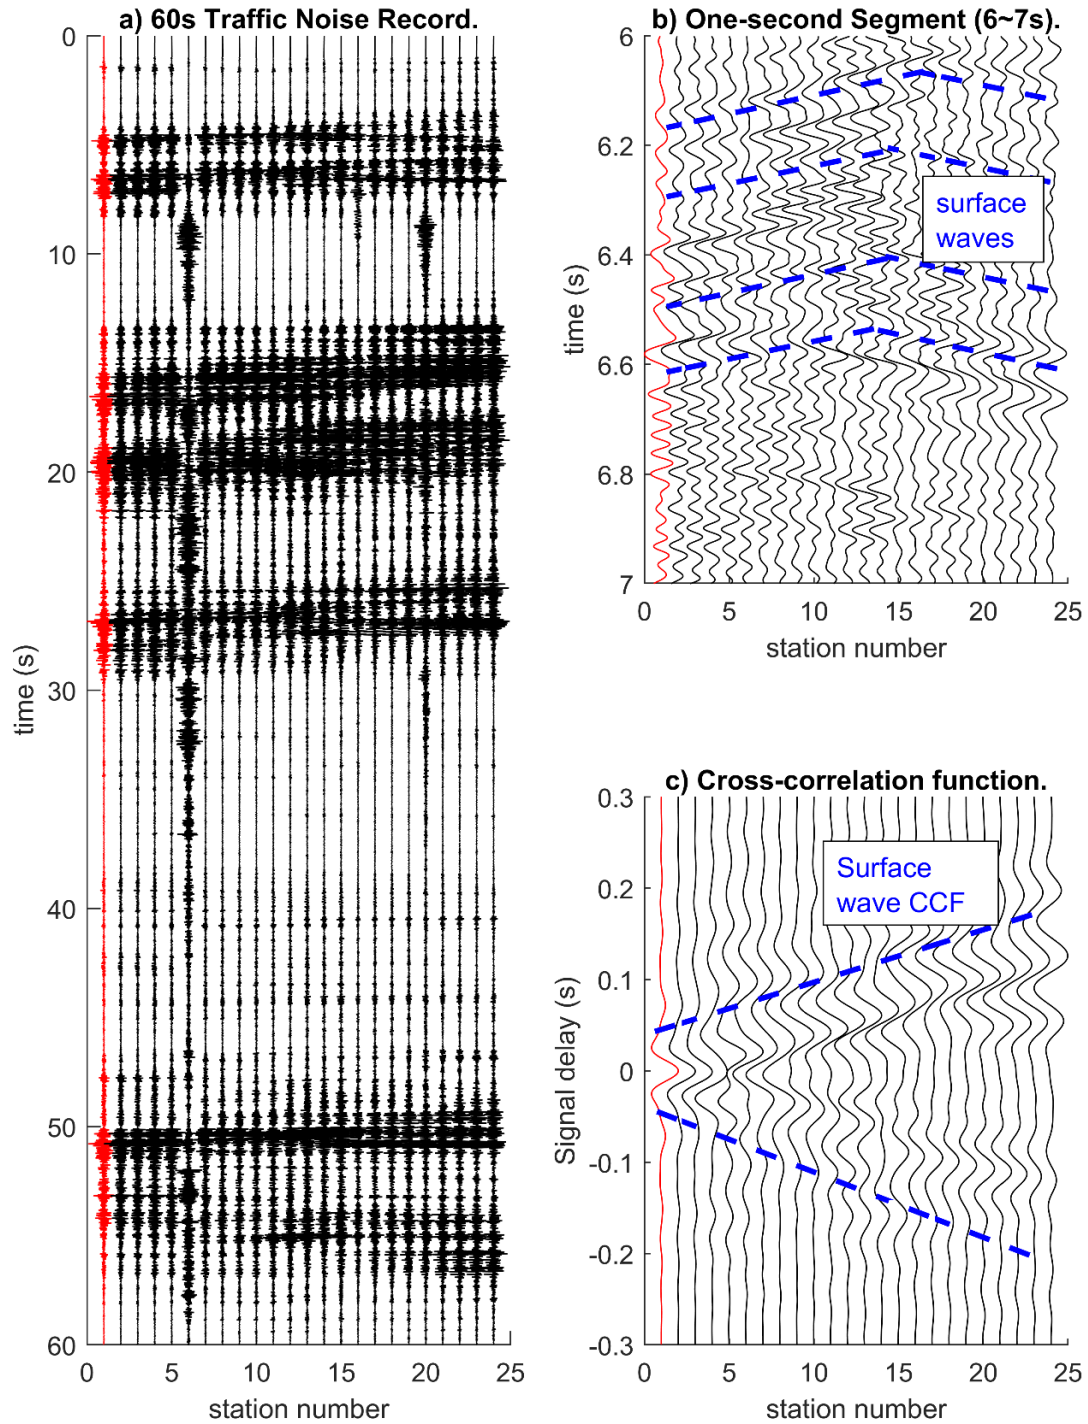 a) 60s Traffic Noise Record.
0
10
20
30
40
50
60
time (s)
0 5 10 15 20 25
station number
b) One-second Segment (6~7s).
6
6.2
6.4
6.6
6.8
7
time (s)
surface
waves
0 5 10 15 20 25
station number
c) Cross-correlation function.
0.3
0.2
0.1
0
-0.1
-0.2
-0.3
Signal delay (s)
Surface
wave CCF
0 5 10 15 20 25
station number